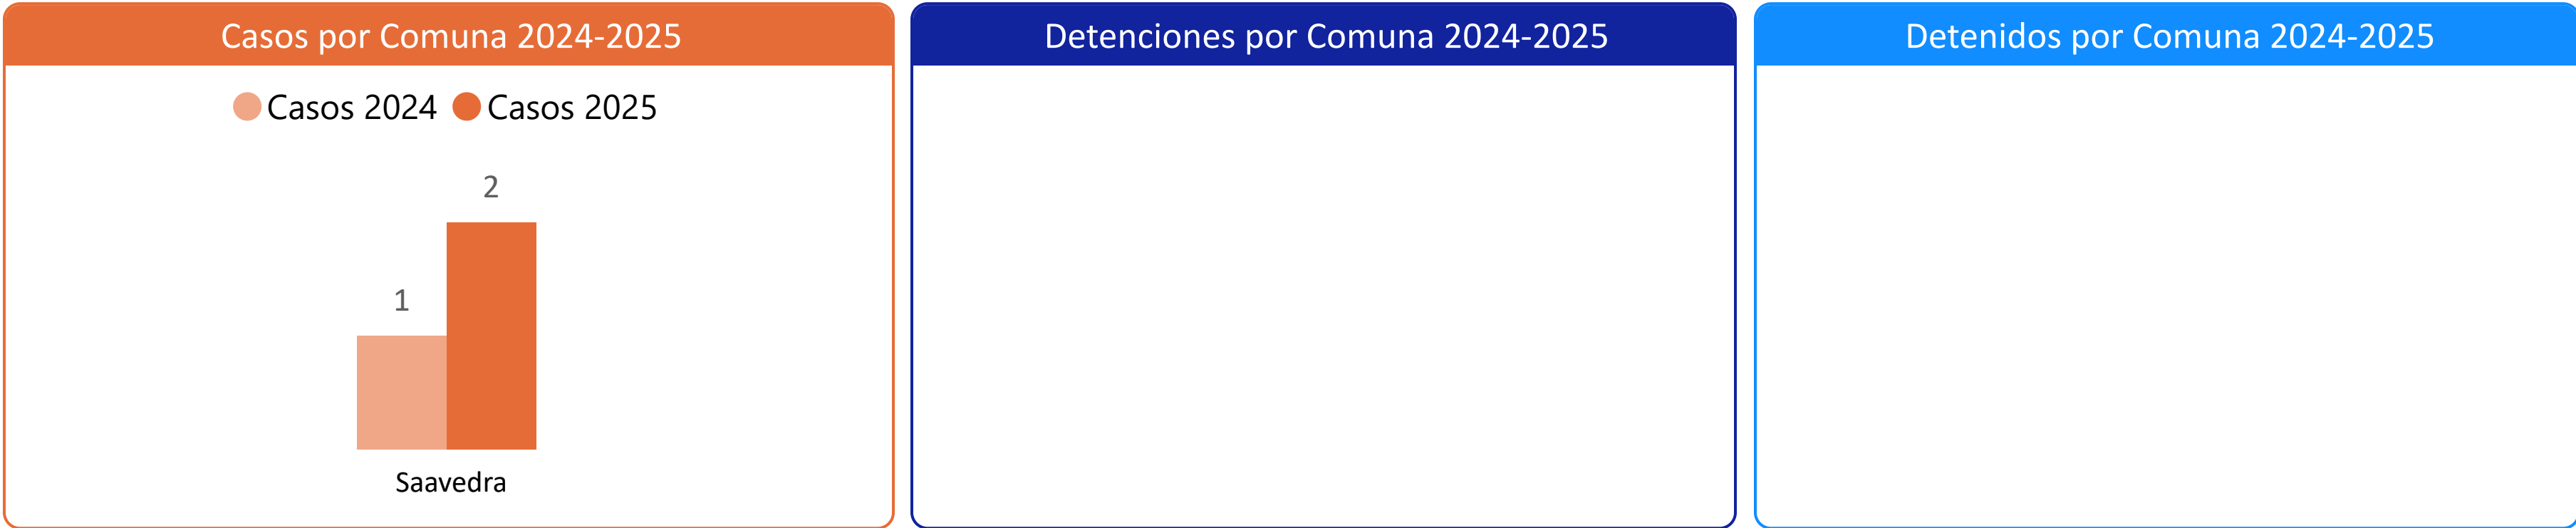 Casos por Comuna 2024-2025
Casos 2024 Casos 2025
2
1
Saavedra
Detenciones por Comuna 2024-2025
Detenidos por Comuna 2024-2025